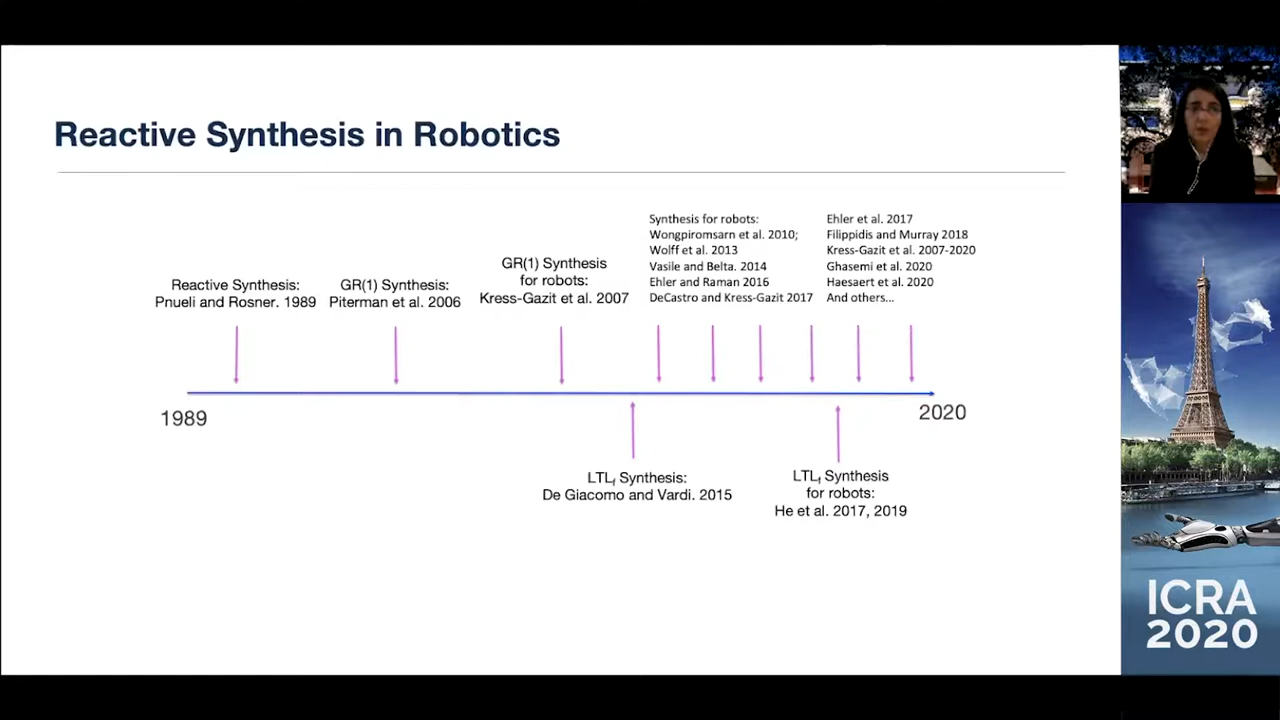 Reactive Synthesis in Robotics
Reactive Synthesis:
Pnueli and Rosner. 1989
GR(1) Synthesis:
Piterman et al. 2006
GR(1) Synthesis
for robots:
Kress-Gazit et al. 2007
Synthesis for robots:
Wongpiromsarn et al. 2010;
Wolff et al. 2013
Vasile and Belta. 2014
Ehler and Raman 2016
DeCastro and Kress-Gazit 2017
Ehler et al. 2017
Filippidis and Murray 2018
Kress-Gazit et al. 2007-2020
Ghasemi et al. 2020
Haesaert et al. 2020
And others...
1989
2020
LTLf Synthesis:
De Giacomo and Vardi. 2015
LTLf Synthesis
for robots:
He et al. 2017, 2019
ICRA
2020